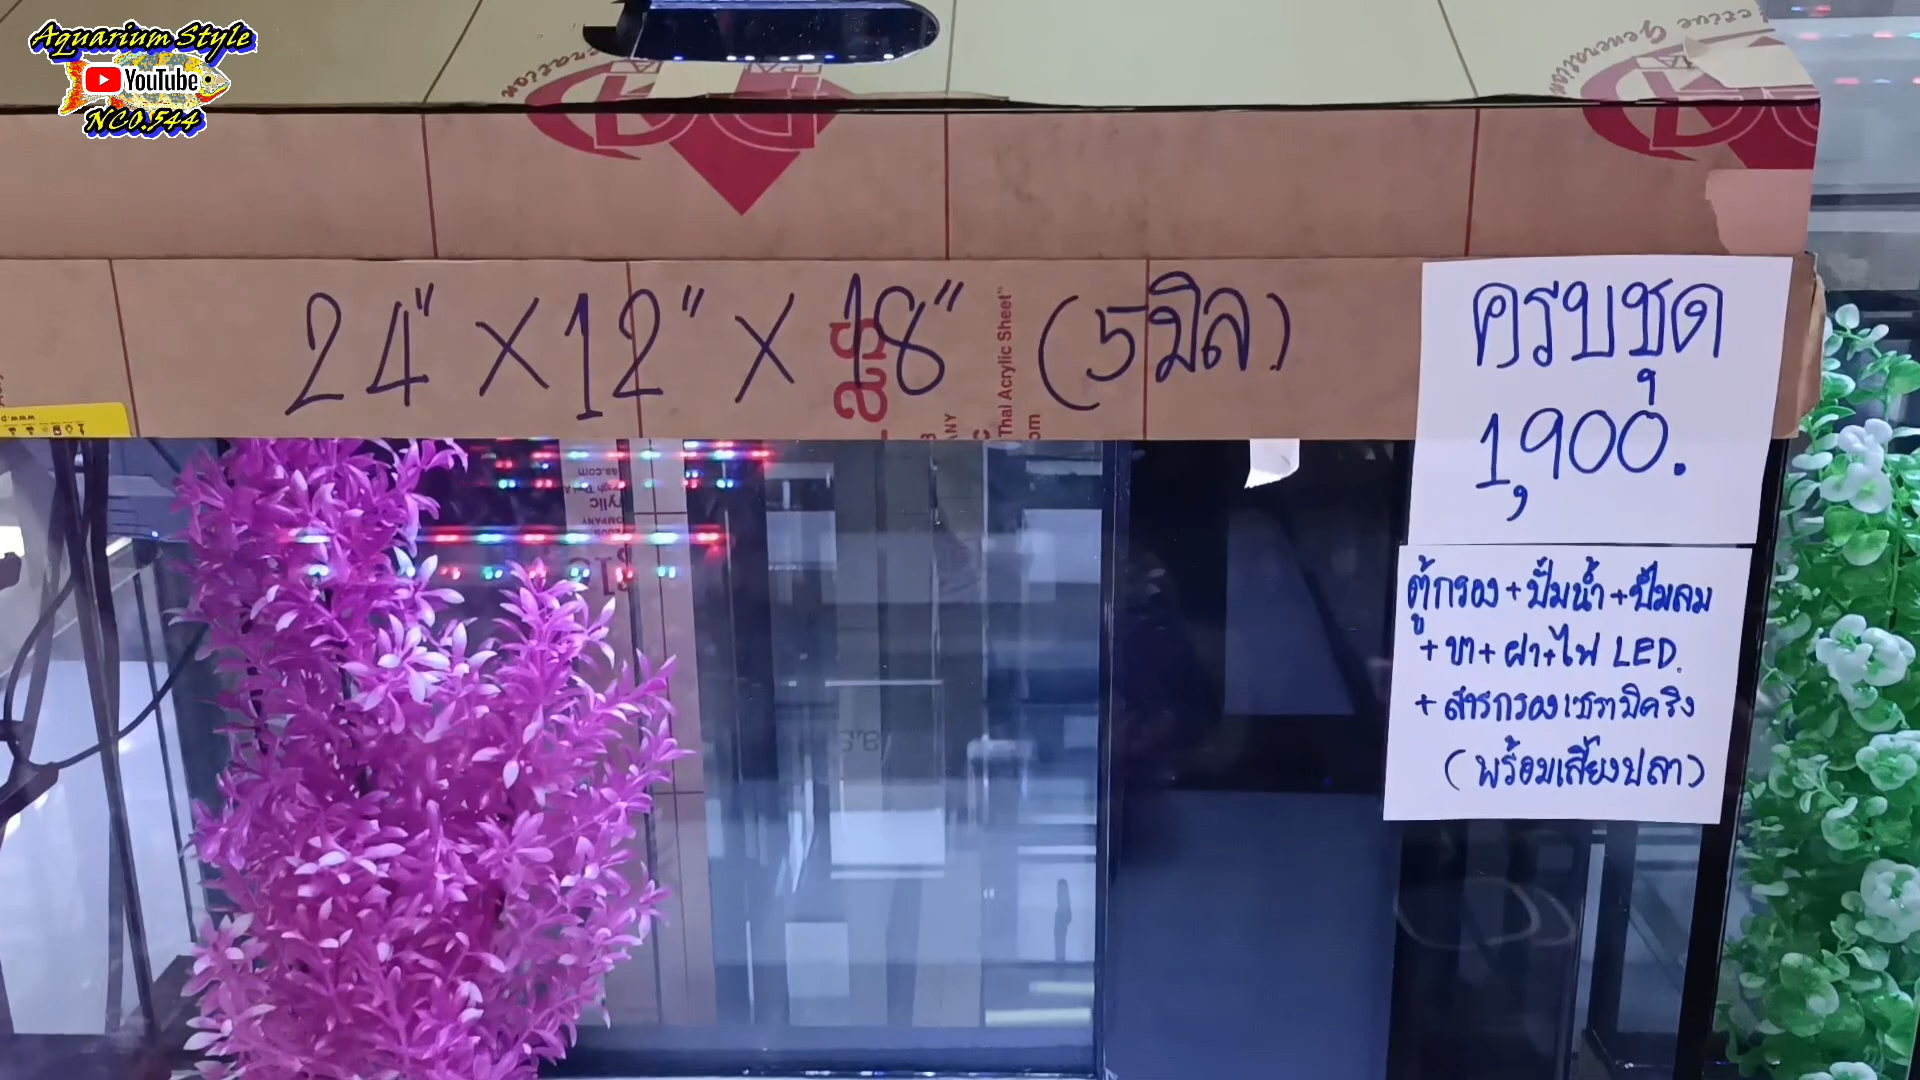 Aquarium Style
YouTube
NCO.544
24" X 12" X 18" (5 มิล)
as
Thai Acrylic Sheet"
ครบชุด
1,900.
ตู้กรอง + ปั๊มน้ำ + ปั๊มลม
+ ขา + ฝา + ไฟ LED.
+ สารกรองเซรามิคริง
(พร้อมเลี้ยงปลา)